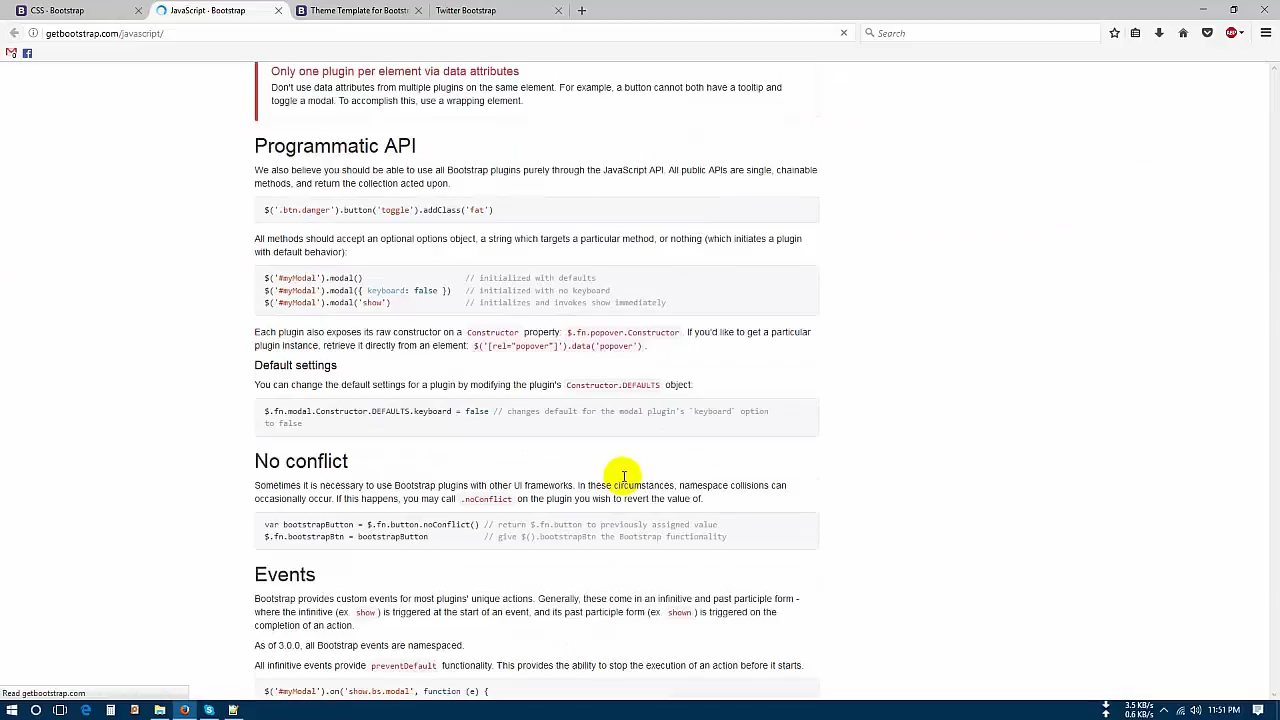 CSS · Bootstrap
JavaScript · Bootstrap
Theme Template for Bootst
Twitter Bootstrap
getbootstrap.com/javascript/
Search
ABP
Only one plugin per element via data attributes
Don't use data attributes from multiple plugins on the same element. For example, a button cannot both have a tooltip and
toggle a modal. To accomplish this, use a wrapping element.
Programmatic API
We also believe you should be able to use all Bootstrap plugins purely through the JavaScript API. All public APIs are single, chainable
methods, and return the collection acted upon.
$('.btn.danger').button('toggle').addClass('fat')
All methods should accept an optional options object, a string which targets a particular method, or nothing (which initiates a plugin
with default behavior):
$('#myModal').modal() // initialized with defaults
$('#myModal').modal({ keyboard: false }) // initialized with no keyboard
$('#myModal').modal('show') // initializes and invokes show immediately
Each plugin also exposes its raw constructor on a Constructor property: $.fn.popover.Constructor . If you'd like to get a particular
plugin instance, retrieve it directly from an element: $('[rel="popover"]').data('popover') .
Default settings
You can change the default settings for a plugin by modifying the plugin's Constructor.DEFAULTS object:
$.fn.modal.Constructor.DEFAULTS.keyboard = false // changes default for the modal plugin's `keyboard` option
to false
No conflict
Sometimes it is necessary to use Bootstrap plugins with other UI frameworks. In these circumstances, namespace collisions can
occasionally occur. If this happens, you may call .noConflict on the plugin you wish to revert the value of.
var bootstrapButton = $.fn.button.noConflict() // return $.fn.button to previously assigned value
$.fn.bootstrapBtn = bootstrapButton // give $().bootstrapBtn the Bootstrap functionality
Events
Bootstrap provides custom events for most plugins' unique actions. Generally, these come in an infinitive and past participle form -
where the infinitive (ex. show ) is triggered at the start of an event, and its past participle form (ex. shown ) is triggered on the
completion of an action.
As of 3.0.0, all Bootstrap events are namespaced.
All infinitive events provide preventDefault functionality. This provides the ability to stop the execution of an action before it starts.
$('#myModal').on('show.bs.modal', function (e) {
Read getbootstrap.com
3.5 KB/s
0.6 KB/s
11:51 PM